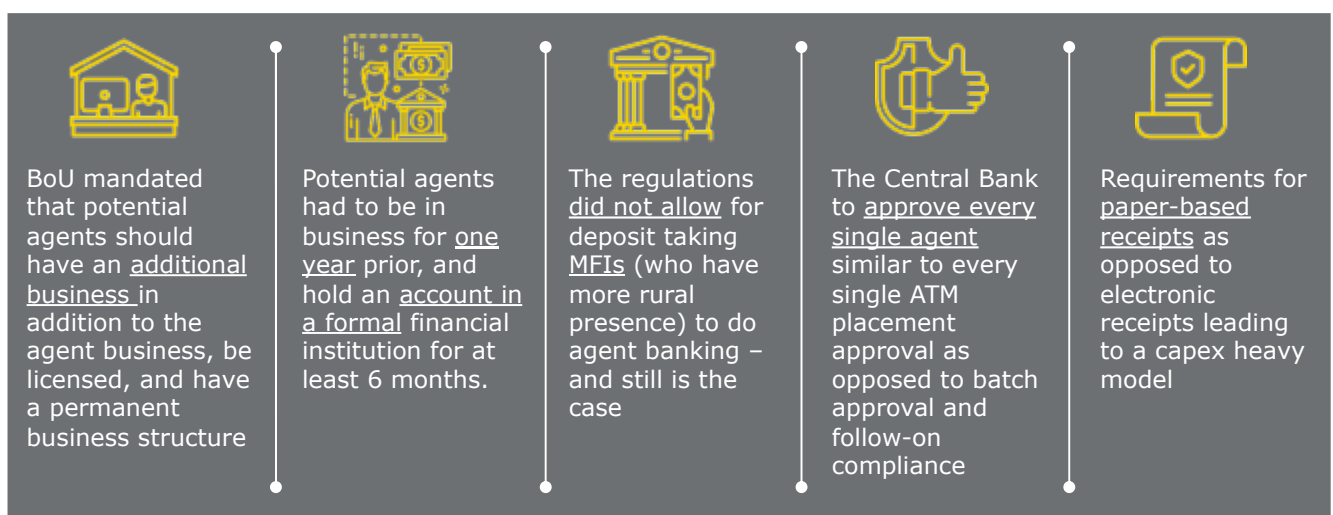 BoU mandated
that potential
agents should
have an additional
business in
addition to the
agent business, be
licensed, and have
a permanent
business structure
Potential agents
had to be in
business for one
year prior, and
hold an account in
a formal financial
institution for at
least 6 months.
The regulations
did not allow for
deposit taking
MFIs (who have
more rural
presence) to do
agent banking –
and still is the
case
The Central Bank
to approve every
single agent
similar to every
single ATM
placement
approval as
opposed to batch
approval and
follow-on
compliance
Requirements for
paper-based
receipts as
opposed to
electronic
receipts leading
to a capex heavy
model